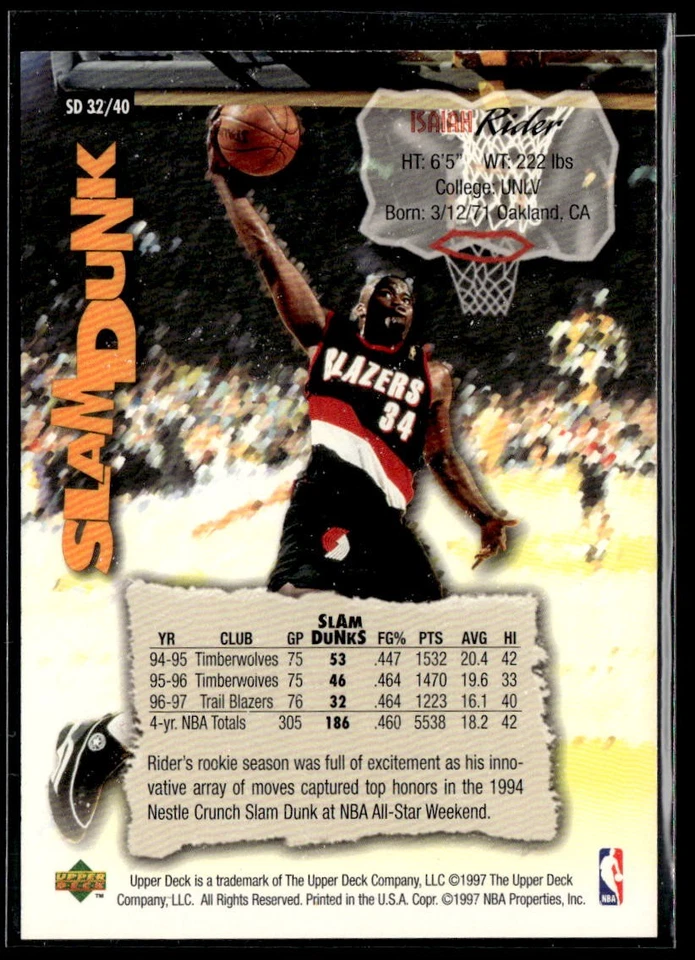 SD 32/40
SLAM DUNK
ISAIAH Rider
HT: 6'5" WT: 222 lbs
College: UNLV
Born: 3/12/71 Oakland, CA
BLAZERS
34
YR CLUB GP SLAM DUNKS FG% PTS AVG HI
94-95 Timberwolves 75 53 .447 1532 20.4 42
95-96 Timberwoives 75 46 .464 1470 19.6 33
96-97 Trail Blazers 76 32 .464 1223 16.1 40
4-yr. NBA Totals 305 186 .460 5538 18.2 42
Rider's rookie season was full of excitement as his inno-
vative array of moves captured top honors in the 1994
Nestle Crunch Slam Dunk at NBA All-Star Weekend.
UPPER DECK ™
Upper Deck is a trademark of The Upper Deck Company, LLC ©1997 The Upper Deck
Company, LLC. All Rights Reserved. Printed in the U.S.A. Copr. ©1997 NBA Properties, Inc.
NBA